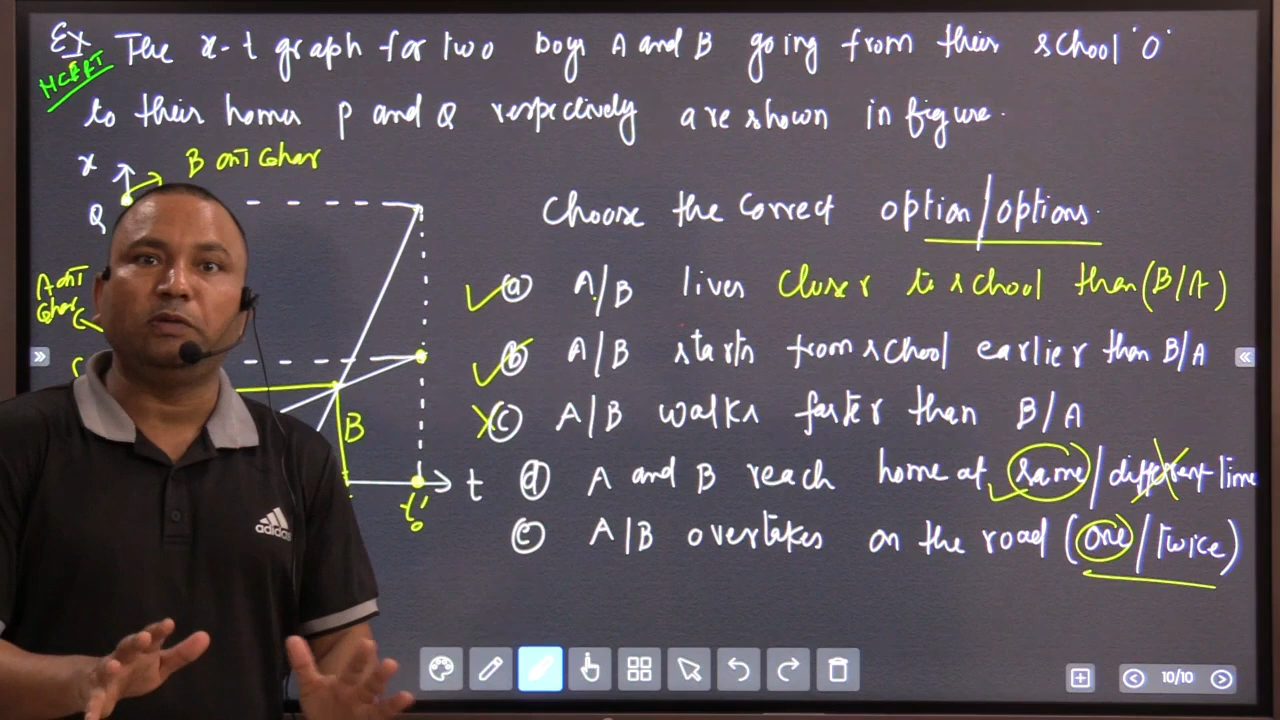 Ex The x-t graph for two boys A and B going from their school 'O'
NCERT
to their homes P and Q respectively are shown in figure.
x
B का घर
Q
Choose the correct option/options.
A का घर
(a) A/B lives closer to school than (B/A)
(b) A/B starts from school earlier than B/A
(c) A/B walks faster than B/A
B
t
(d) A and B reach home at same/different time
t₀'
(e) A/B overtakes on the road (one/twice)
adidas
10/10